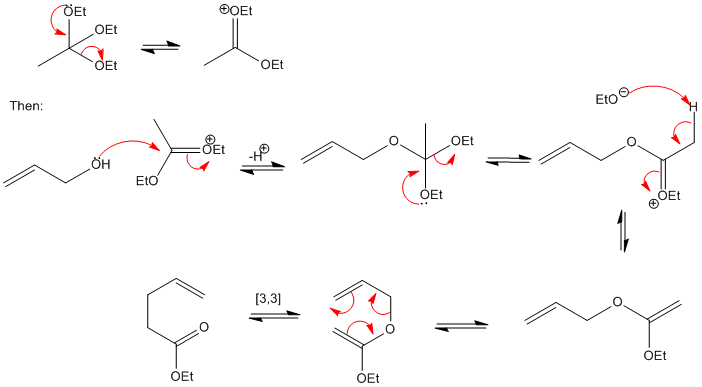 OEt OEt OEt
⊕OEt OEt
Then:
OH
⊕OEt EtO
-H⊕
O OEt OEt
EtO⊖ H
O OEt⊕
[3,3]
O OEt
O OEt
O OEt